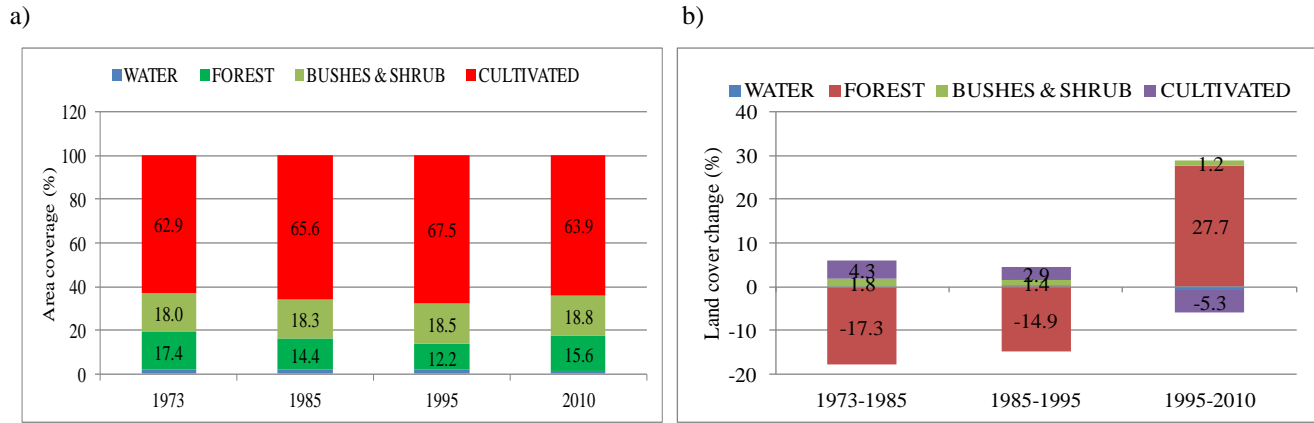 a)
b)
WATER FOREST BUSHES & SHRUB CULTIVATED
120
100
80
60
40
20
0
Area coverage (%)
62.9 65.6 67.5 63.9
18.0 18.3 18.5 18.8
17.4 14.4 12.2 15.6
1973 1985 1995 2010
WATER FOREST BUSHES & SHRUB CULTIVATED
40
30
20
10
0
-10
-20
Land coverchange (%)
4.3 2.9 1.2
1.8 1.4 27.7
-17.3 -14.9 -5.3
1973-1985 1985-1995 1995-2010